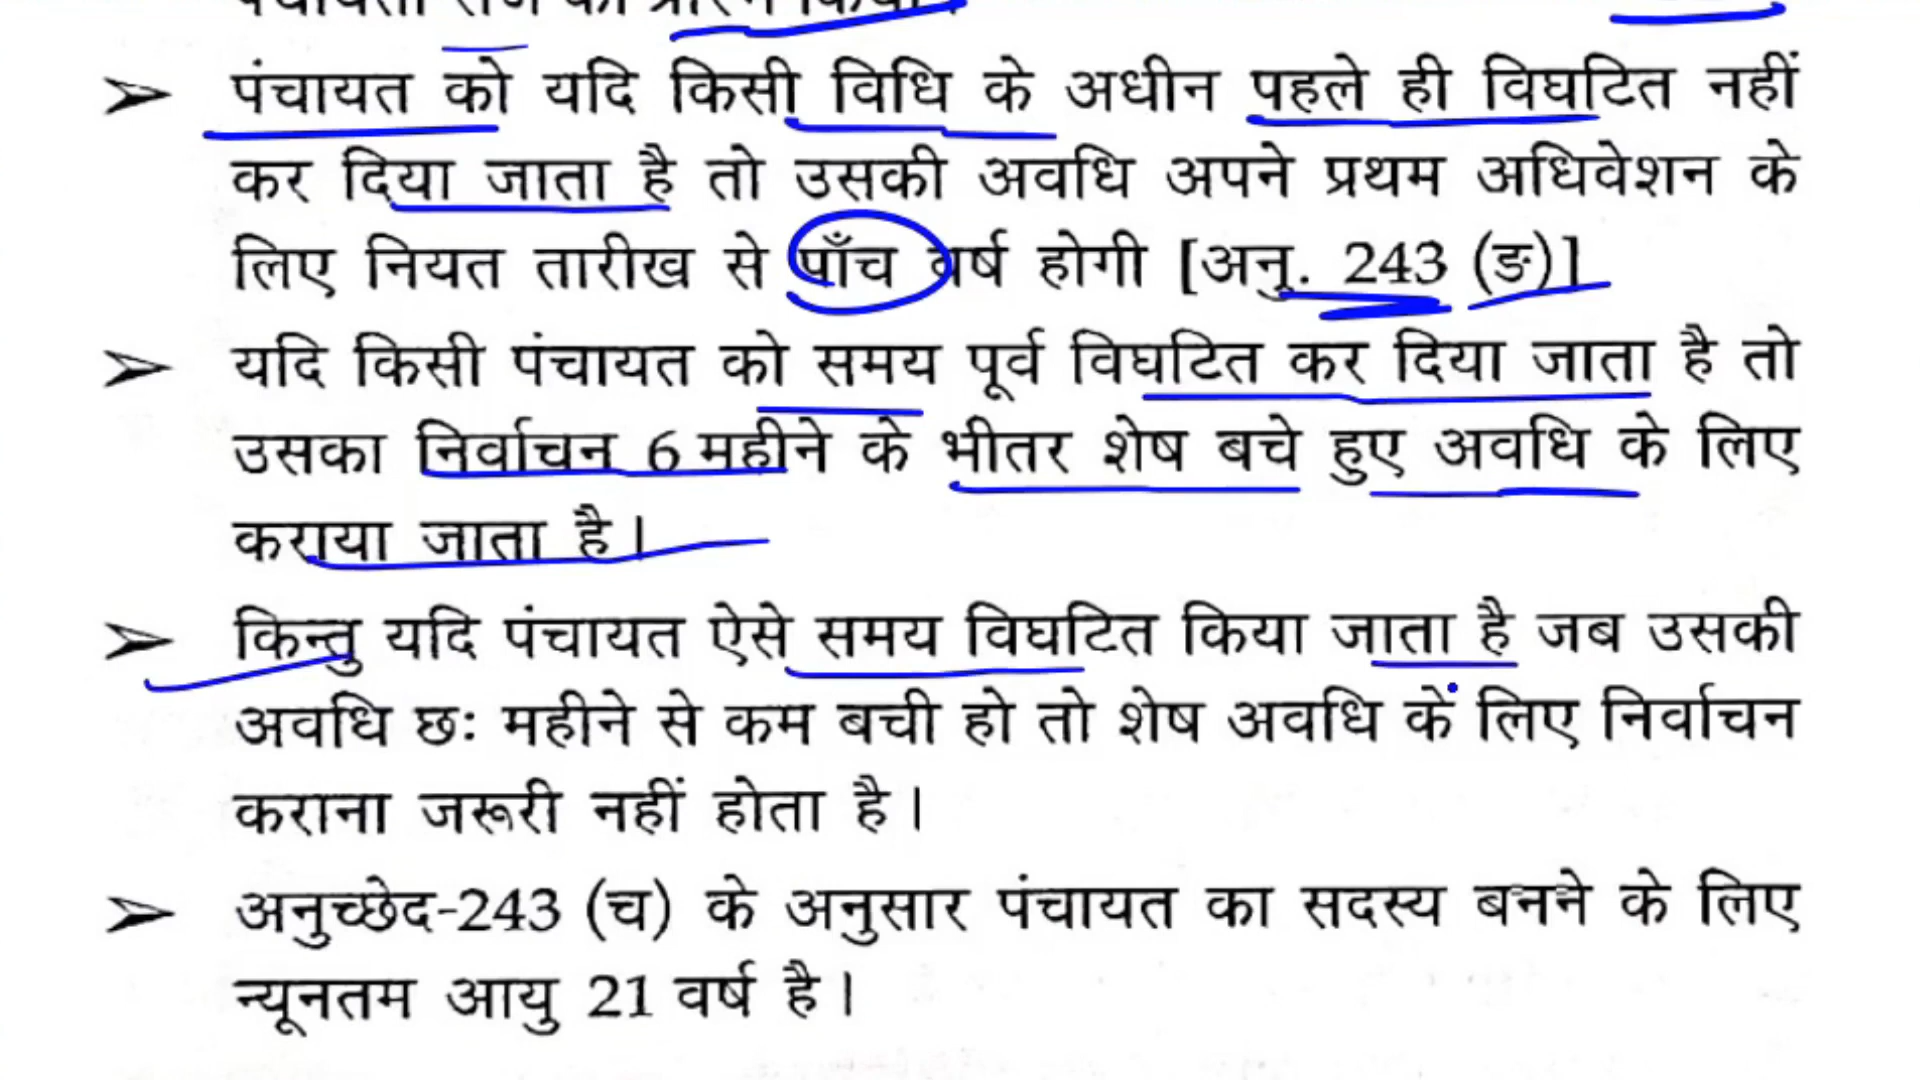 ➢ पंचायत को यदि किसी विधि के अधीन पहले ही विघटित नहीं
कर दिया जाता है तो उसकी अवधि अपने प्रथम अधिवेशन के
लिए नियत तारीख से पाँच वर्ष होगी [अनु. 243 (ङ)]
➢ यदि किसी पंचायत को समय पूर्व विघटित कर दिया जाता है तो
उसका निर्वाचन 6 महीने के भीतर शेष बचे हुए अवधि के लिए
कराया जाता है।
➢ किन्तु यदि पंचायत ऐसे समय विघटित किया जाता है जब उसकी
अवधि छः महीने से कम बची हो तो शेष अवधि के लिए निर्वाचन
कराना जरूरी नहीं होता है।
➢ अनुच्छेद-243 (च) के अनुसार पंचायत का सदस्य बनने के लिए
न्यूनतम आयु 21 वर्ष है।